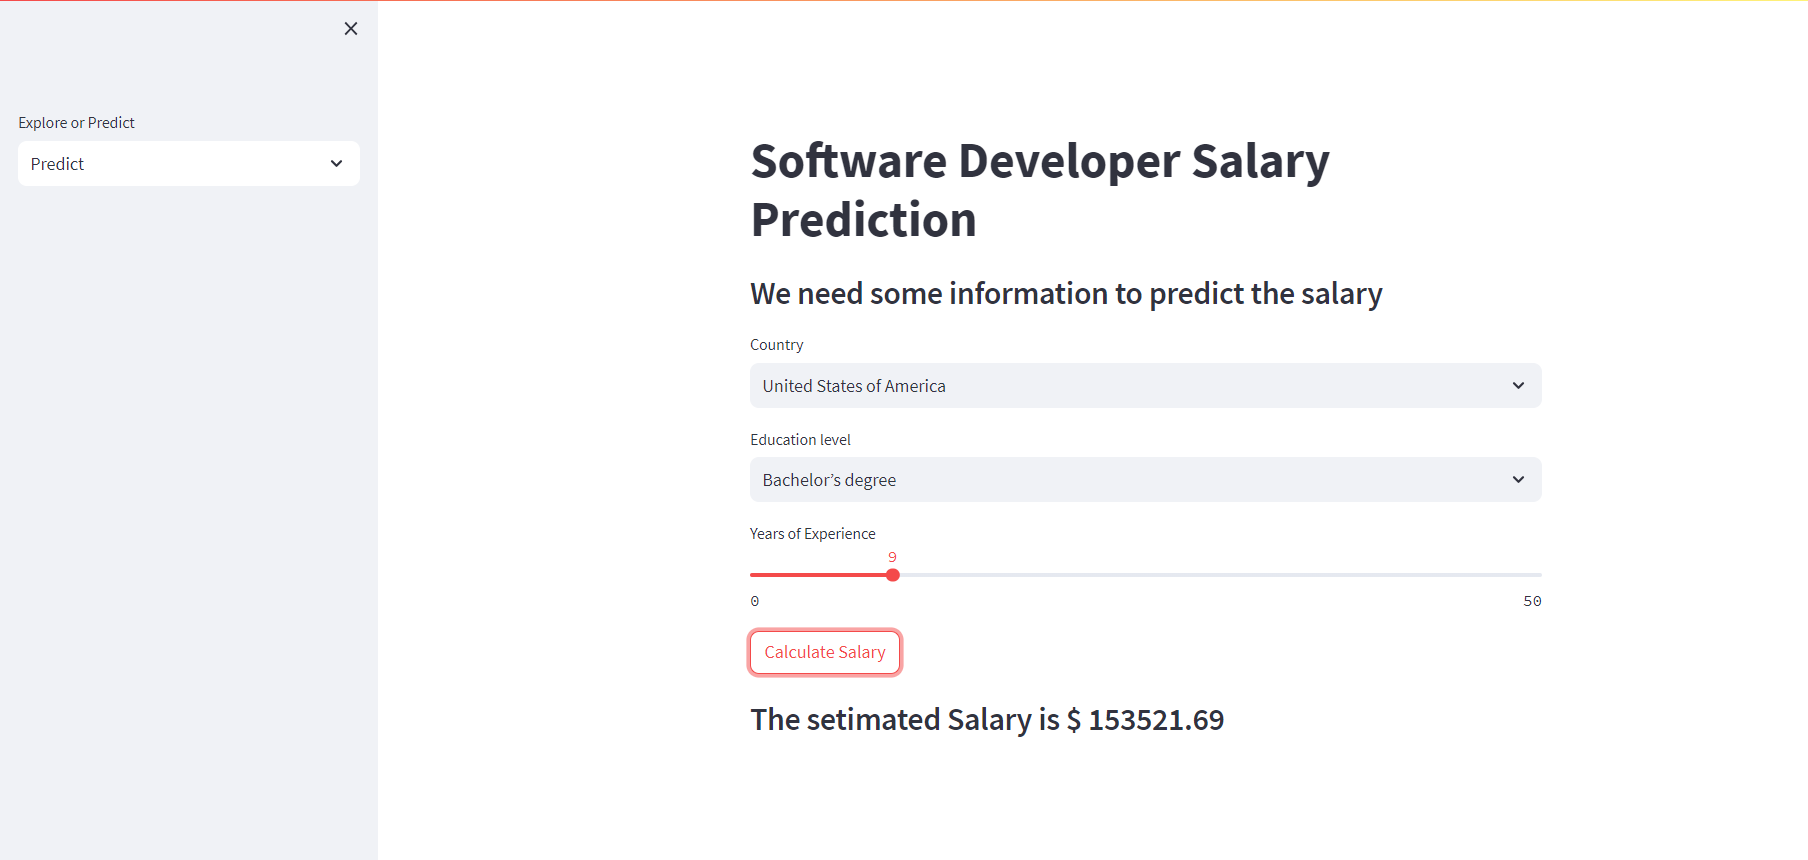 Explore or Predict
Predict
Software Developer Salary
Prediction
We need some information to predict the salary
Country
United States of America
Education level
Bachelor’s degree
Years of Experience
9
0 50
Calculate Salary
The setimated Salary is $ 153521.69